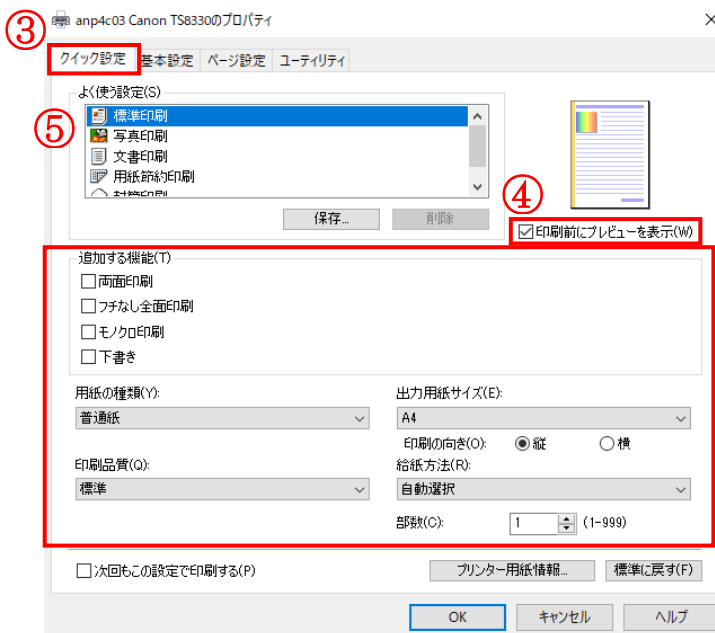 ③
anp4c03 Canon TS8330のプロパティ
クイック設定 基本設定 ページ設定 ユーティリティ
よく使う設定(S)
⑤
標準印刷
写真印刷
文書印刷
用紙節約印刷
封筒印刷
保存... 削除
④
印刷前にプレビューを表示(W)
追加する機能(T)
両面印刷
フチなし全面印刷
モノクロ印刷
下書き
用紙の種類(Y): 出力用紙サイズ(E):
普通紙 A4
印刷の向き(O): 縦 横
印刷品質(Q): 給紙方法(R):
標準 自動選択
部数(C): 1 (1-999)
次回もこの設定で印刷する(P) プリンター用紙情報... 標準に戻す(F)
OK キャンセル ヘルプ